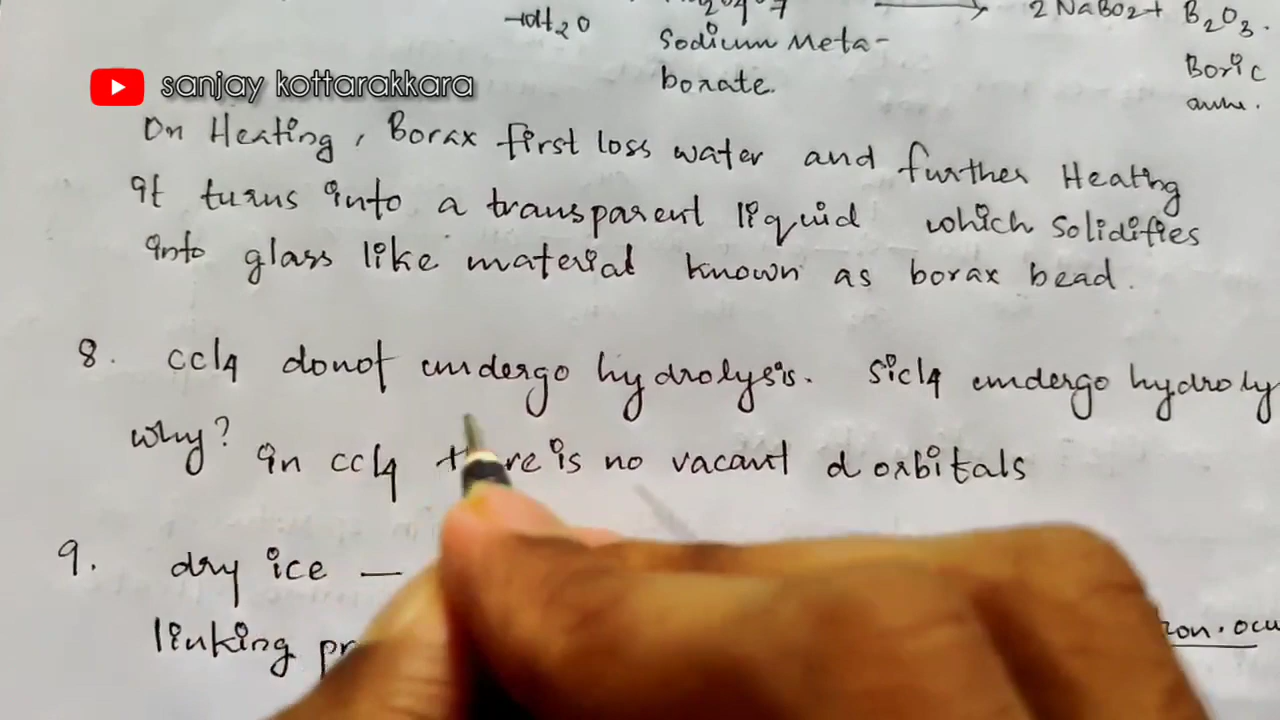 → 2NaBO2 + B2O3.
-10H2O
Sodium Meta-
borate.
Boric
sanjay kottarakkara
On Heating, Borax first loss water and further Heating
it turns into a transparent liquid which solidifies
into glass like material known as borax bead.
8. CCl4 donot undergo hydrolysis. SiCl4 undergo hydroly
why? in CCl4 there is no vacant d orbitals
9. dry ice —
linking